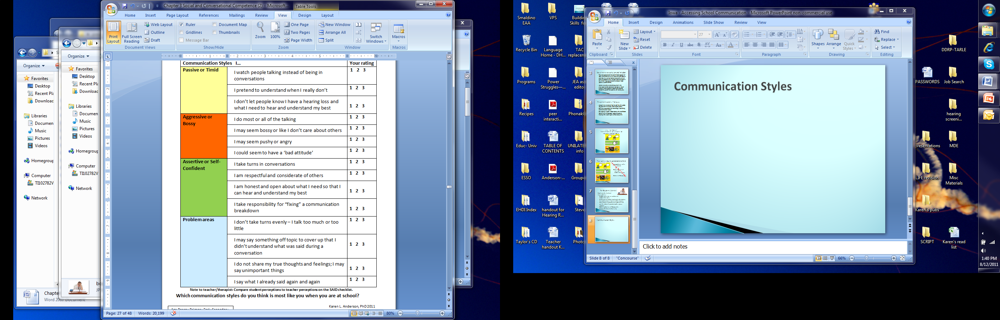 Chapter 3 Social and Conversational Competence (2) - Microsoft...
Table Tools
Home Insert Page Layout References Mailings Review View Design Layout
Print Layout
Full Screen Reading
Web Layout
Outline
Draft
Document Views
Ruler
Gridlines
Message Bar
Document Map
Thumbnails
Show/Hide
Zoom
100%
One Page
Two Pages
Page Width
Zoom
New Window
Arrange All
Split
Switch Windows
Window
Macros
Macros
Organize
Favorites
Desktop
Recent Pla
Downloac
Libraries
Documen
Music
Pictures
Videos
Homegroup
Computer
TI102782V
Network
Chapte
Word 2007 Document
Organize
Favorites
Desktop
Recent Pl
Download
Libraries
Documen
Music
Pictures
Videos
Homegroup
Computer
TI102782V
Network
Communication Styles I... Your rating
Passive or Timid
I watch people talking instead of being in
conversations
1 2 3
I pretend to understand when I really don't
1 2 3
I don't let people know I have a hearing loss and
what I need to hear and understand my best
1 2 3
Aggressive or
Bossy
I do most or all of the talking
1 2 3
I may seem bossy or like I don't care about others
1 2 3
I may seem pushy or angry
1 2 3
I could seem to have a 'bad attitude'
1 2 3
Assertive or Self-
Confident
I take turns in conversations
1 2 3
I am respectful and considerate of others
1 2 3
I am honest and open about what I need so that I
can hear and understand my best
1 2 3
I take responsibility for "fixing" a communication
breakdown
1 2 3
Problem areas
I don't take turns evenly – I talk too much or too
little
1 2 3
I may say something off topic to cover up that I
didn't understand what was said during a
conversation
1 2 3
I do not share my true thoughts and feelings; I may
say unimportant things
1 2 3
I say what I already said again and again
1 2 3
Note to teacher/therapist: Compare student perceptions to teacher perceptions on the SAID checklist.
Which communication styles do you think is most like you when you are at school?
Karen L. Anderson, PhD 2011
Page: 27 of 48 Words: 20,199 80%
Smaldino EAA
VPS
Recycle Bin
Language Home - DH...
Programs
Power Struggles—...
Recipes
peer interacti...
Educ- Univ
TABLE OF CONTENTS
ESSO
Anderson-...
EHDI Index
handout for Hearing R...
Taylor's CD
Teacher handout K...
Iowa - Accessing School Communication - Microsoft PowerPoint non-commercial use
Home Insert Design Animations Slide Show Review View
Paste
Clipboard
New Slide
Layout
Reset
Delete
Slides
27
Font
Paragraph
Shapes
Arrange
Quick Styles
Drawing
Find
Replace
Select
Editing
3
4
5
6
7
8
Communication Styles
Click to add notes
Slide 8 of 8 "Concourse" 66%
DDRP-TARLE
PASSWORDS
Job Search
hearing screeni...
presentations
MDE
LIFE revision
Misc Materials
Karen's pubs
SCRIPT
Karen's read list
1:40 PM
8/12/2011